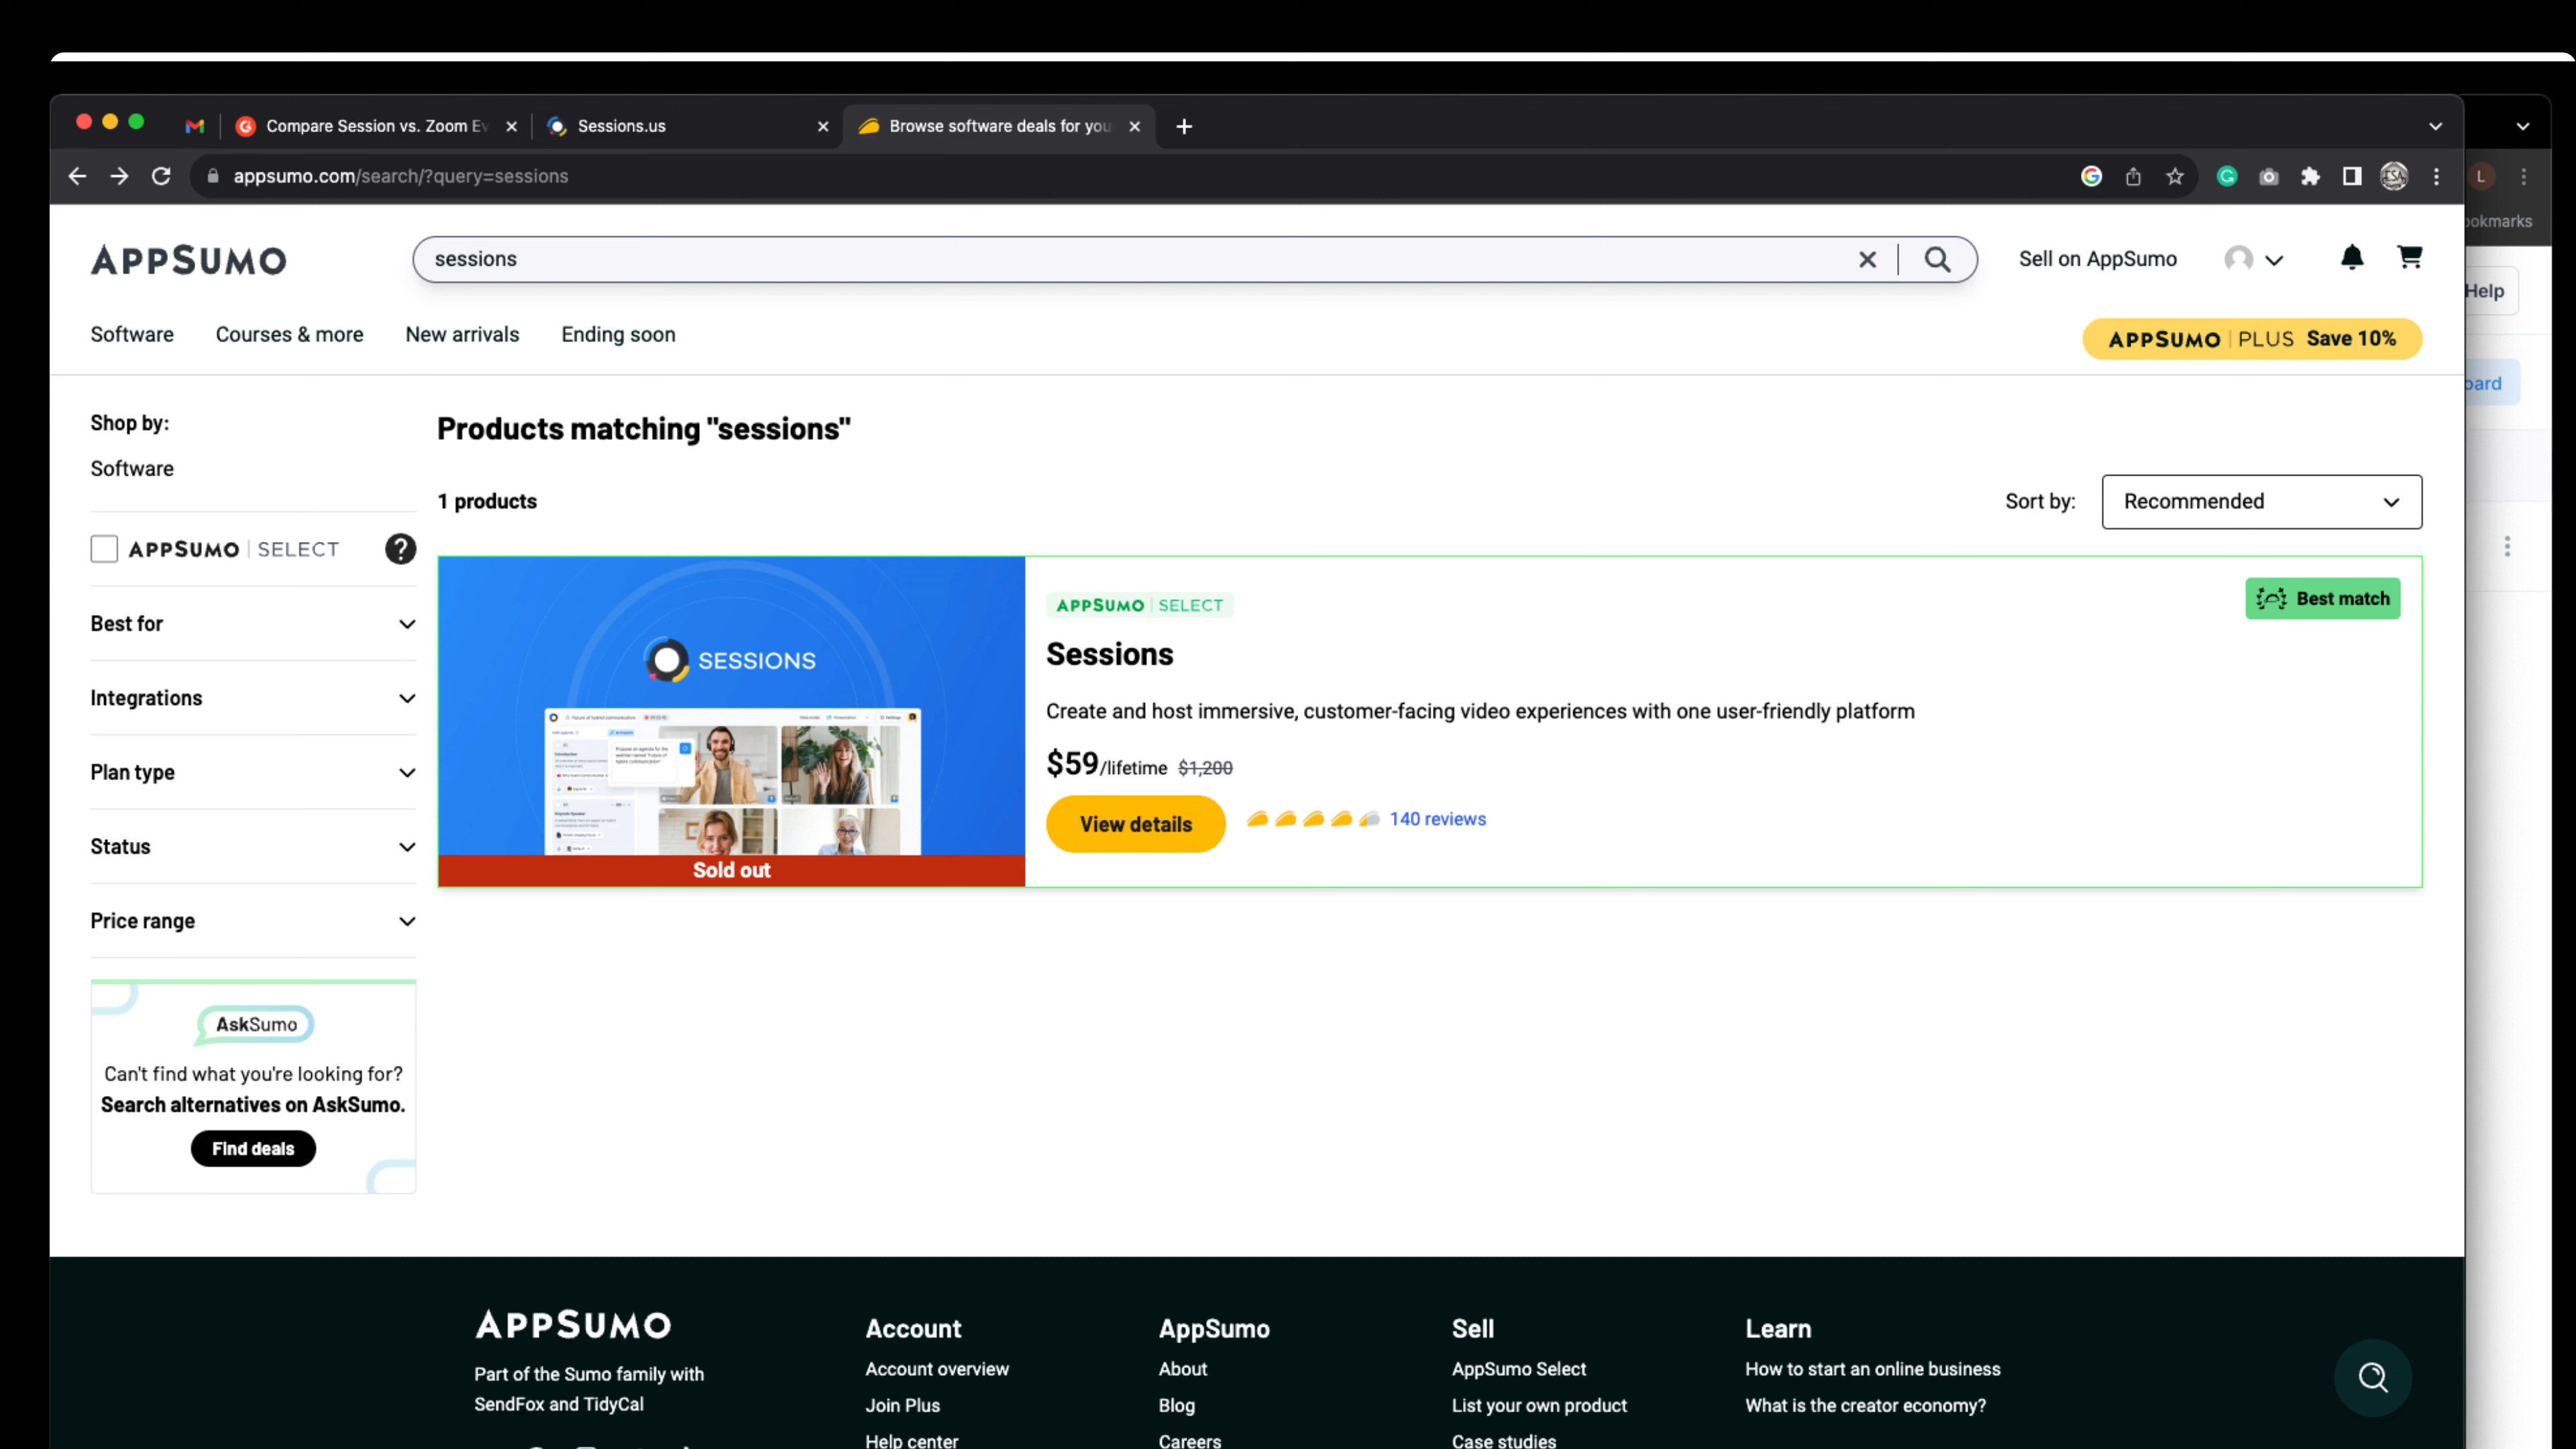 Compare Session vs. Zoom Ev
Sessions.us
Browse software deals for you
appsumo.com/search/?query=sessions
L
ookmarks
APPSUMO
sessions
Sell on AppSumo
Help
Software
Courses & more
New arrivals
Ending soon
APPSUMO | PLUS Save 10%
oard
Shop by:
Software
APPSUMO | SELECT
?
Best for
Integrations
Plan type
Status
Price range
AskSumo
Can't find what you're looking for?
Search alternatives on AskSumo.
Find deals
Products matching "sessions"
1 products
Sort by:
Recommended
SESSIONS
Sold out
APPSUMO | SELECT
Best match
Sessions
Create and host immersive, customer-facing video experiences with one user-friendly platform
$59/lifetime $1,200
View details
140 reviews
APPSUMO
Part of the Sumo family with
SendFox and TidyCal
Account
Account overview
Join Plus
Help center
AppSumo
About
Blog
Careers
Sell
AppSumo Select
List your own product
Case studies
Learn
How to start an online business
What is the creator economy?